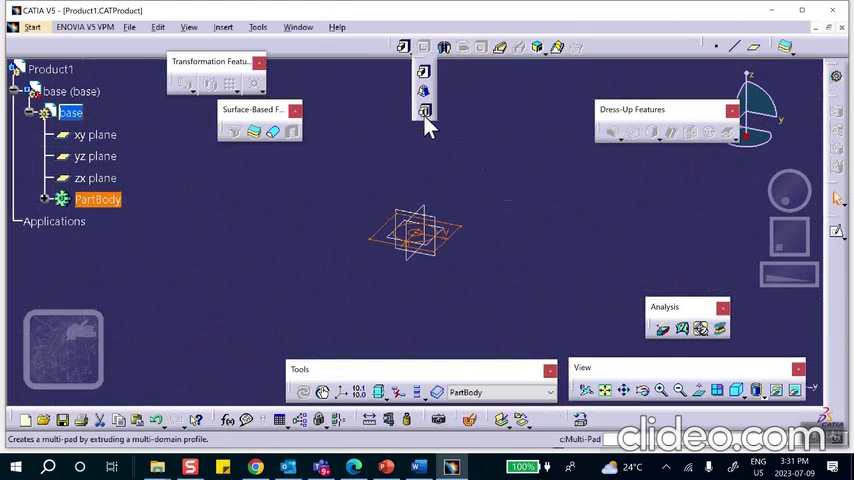 CATIA V5 - [Product1.CATProduct]
Start ENOVIA V5 VPM File Edit View Insert Tools Window Help
Transformation Featu...
Product1
base (base)
base
Surface-Based F...
Dress-Up Features
z
y
xy plane
yz plane
zx plane
PartBody
Applications
V
Analysis
Tools
View
10.1
PartBody
f(x)
CATIA
Creates a multi-pad by extruding a multi-domain profile.
c:Multi-Pad
clideo.com
100%
24°C
ENG
US
3:31 PM
2023-07-09